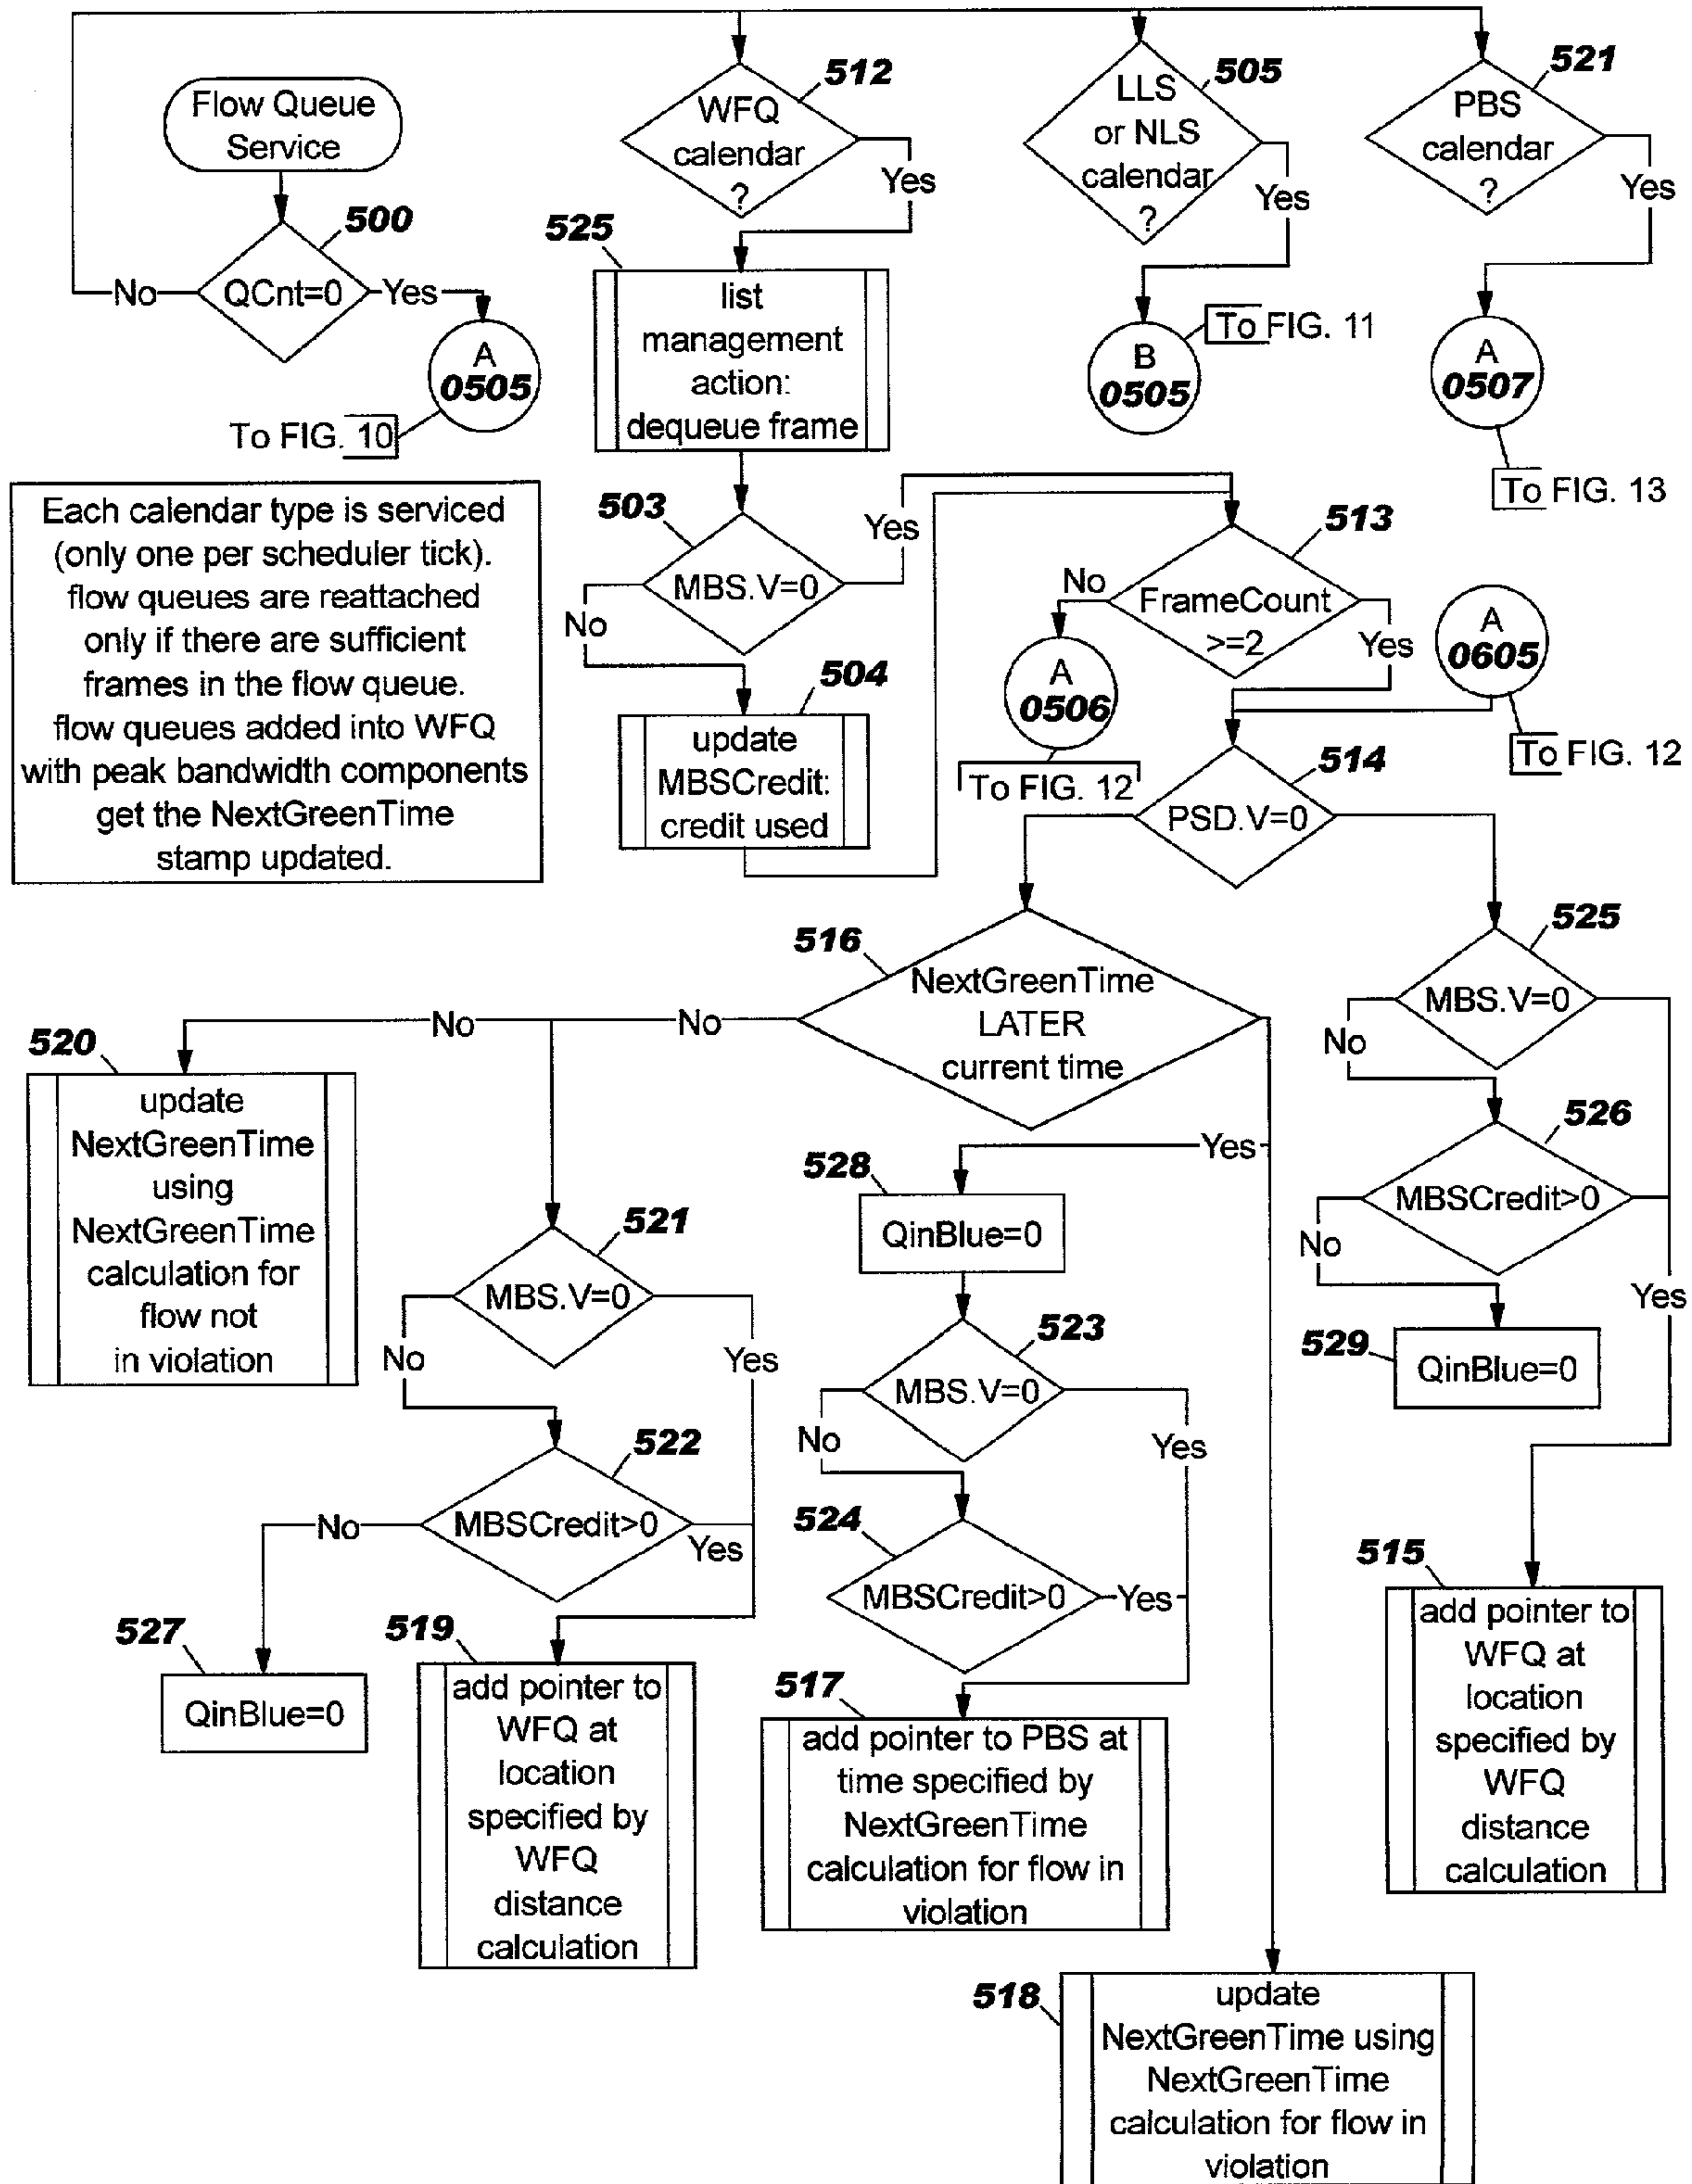 Flow Queue
Service
500
QCnt=0
No
Yes
A
0505
To FIG. 10
512
WFQ
calendar
?
Yes
525
list
management
action:
dequeue frame
505
LLS
or NLS
calendar
?
Yes
B
0505
To FIG. 11
521
PBS
calendar
?
Yes
A
0507
To FIG. 13
Each calendar type is serviced
(only one per scheduler tick).
flow queues are reattached
only if there are sufficient
frames in the flow queue.
flow queues added into WFQ
with peak bandwidth components
get the NextGreenTime
stamp updated.
503
MBS.V=0
Yes
No
504
update
MBSCredit:
credit used
513
FrameCount
>=2
No
Yes
A
0506
To FIG. 12
A
0605
To FIG. 12
514
PSD.V=0
516
NextGreenTime
LATER
current time
No
No
Yes
520
update
NextGreenTime
using
NextGreenTime
calculation for
flow not
in violation
521
MBS.V=0
No
Yes
522
MBSCredit>0
No
Yes
527
QinBlue=0
519
add pointer to
WFQ at
location
specified by
WFQ
distance
calculation
528
QinBlue=0
523
MBS.V=0
No
Yes
524
MBSCredit>0
Yes
517
add pointer to PBS at
time specified by
NextGreenTime
calculation for flow in
violation
518
update
NextGreenTime using
NextGreenTime
calculation for flow in
violation
525
MBS.V=0
No
526
MBSCredit>0
No
Yes
529
QinBlue=0
515
add pointer to
WFQ at
location
specified by
WFQ
distance
calculation